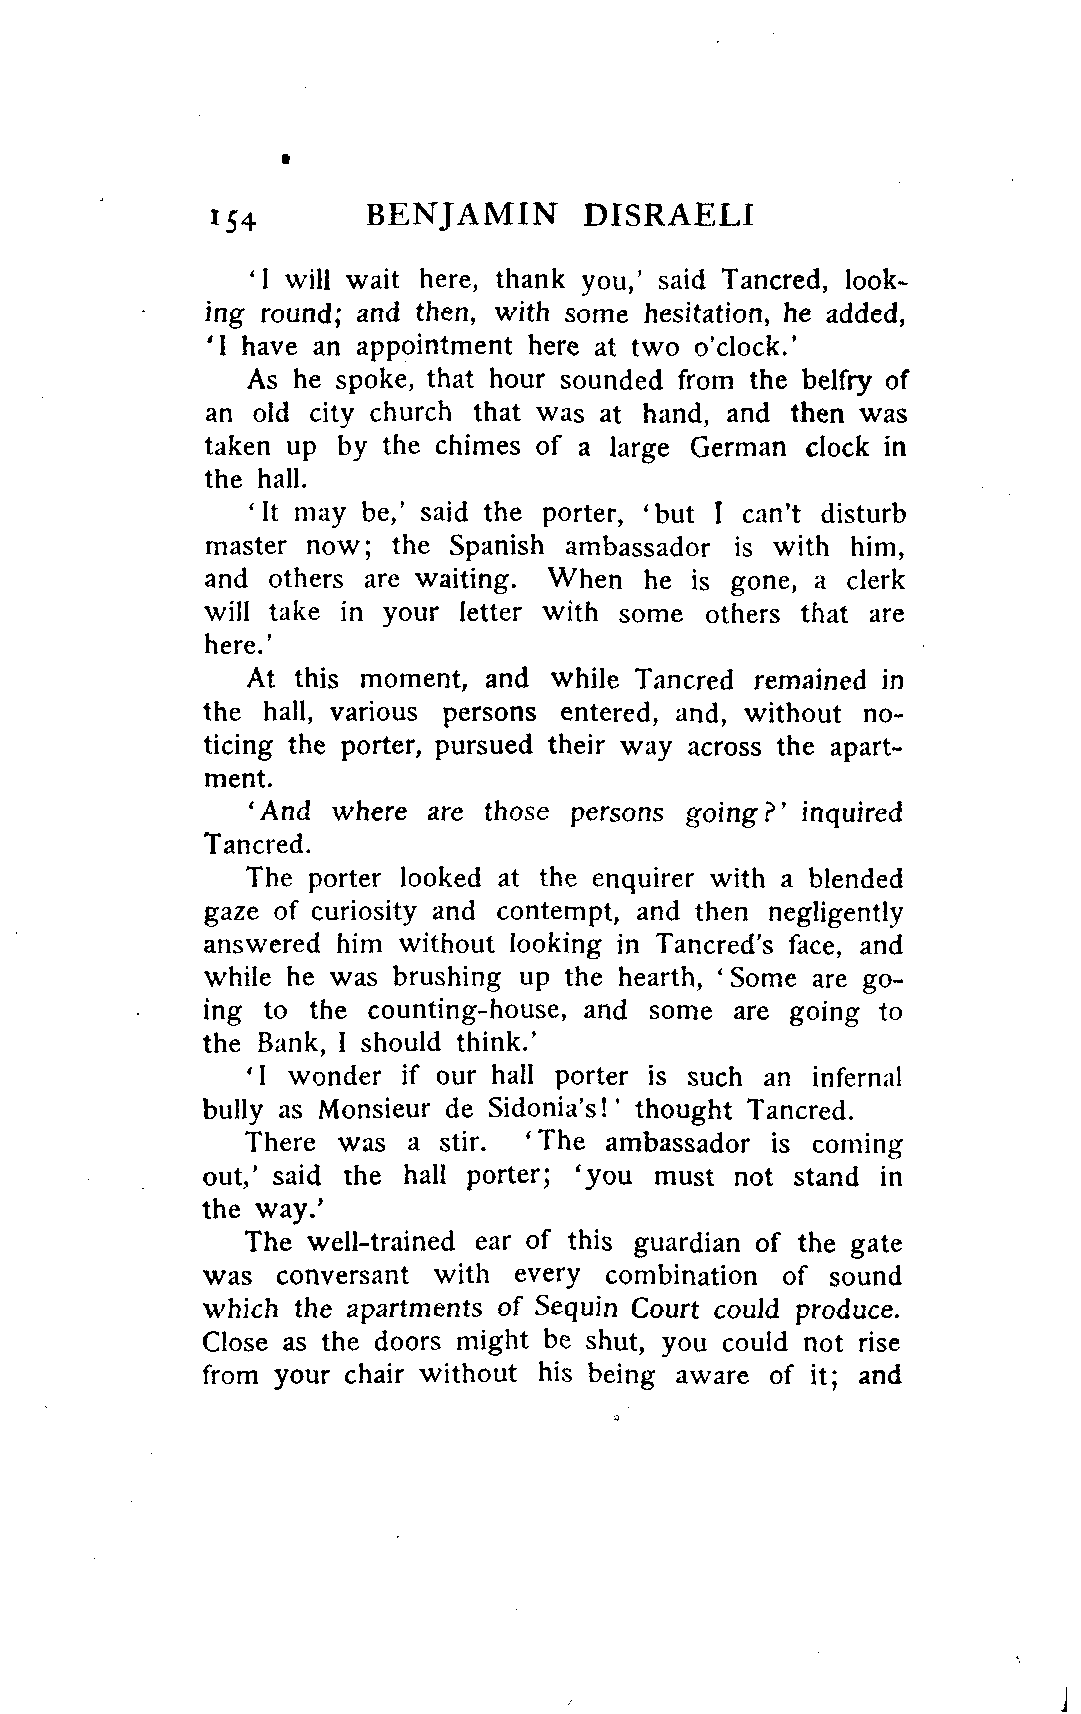 154 BENJAMIN DISRAELI
'I will wait here, thank you,' said Tancred, look-
ing round; and then, with some hesitation, he added,
'I have an appointment here at two o'clock.'
As he spoke, that hour sounded from the belfry of
an old city church that was at hand, and then was
taken up by the chimes of a large German clock in
the hall.
'It may be,' said the porter, 'but I can't disturb
master now; the Spanish ambassador is with him,
and others are waiting. When he is gone, a clerk
will take in your letter with some others that are
here.'
At this moment, and while Tancred remained in
the hall, various persons entered, and, without no-
ticing the porter, pursued their way across the apart-
ment.
'And where are those persons going?' inquired
Tancred.
The porter looked at the enquirer with a blended
gaze of curiosity and contempt, and then negligently
answered him without looking in Tancred's face, and
while he was brushing up the hearth, 'Some are go-
ing to the counting-house, and some are going to
the Bank, I should think.'
'I wonder if our hall porter is such an infernal
bully as Monsieur de Sidonia's!' thought Tancred.
There was a stir. 'The ambassador is coming
out,' said the hall porter; 'you must not stand in
the way.'
The well-trained ear of this guardian of the gate
was conversant with every combination of sound
which the apartments of Sequin Court could produce.
Close as the doors might be shut, you could not rise
from your chair without his being aware of it; and